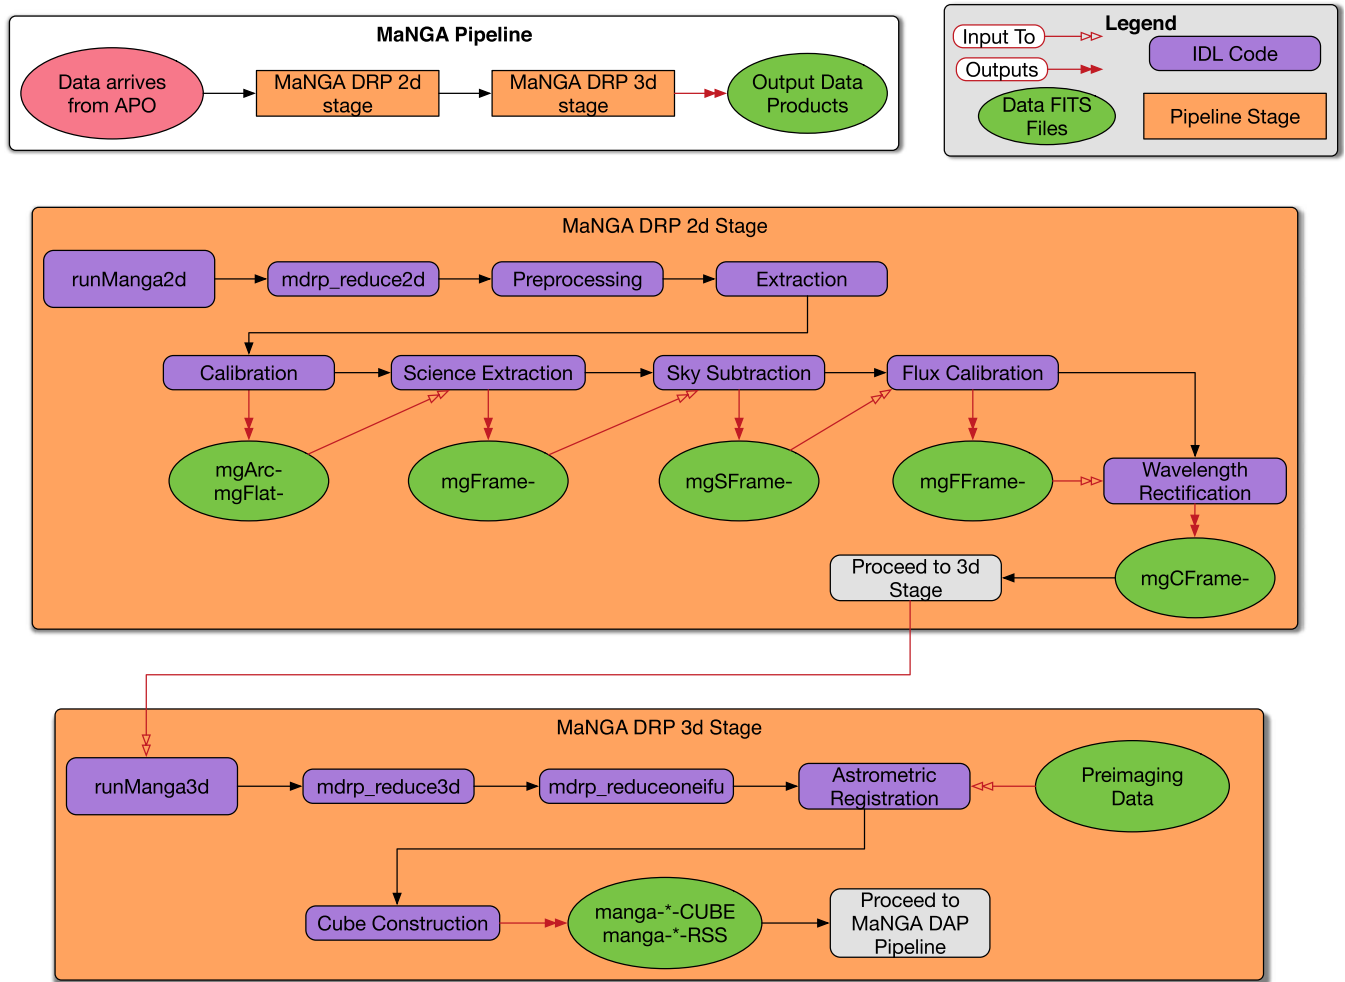 MaNGA Pipeline
Data arrives
from APO
MaNGA DRP 2d
stage
MaNGA DRP 3d
stage
Output Data
Products
Legend
Input To
Outputs
IDL Code
Data FITS
Files
Pipeline Stage
MaNGA DRP 2d Stage
runManga2d
mdrp_reduce2d
Preprocessing
Extraction
Calibration
Science Extraction
Sky Subtraction
Flux Calibration
mgArc-
mgFlat-
mgFrame-
mgSFrame-
mgFFrame-
Wavelength
Rectification
Proceed to 3d
Stage
mgCFrame-
MaNGA DRP 3d Stage
runManga3d
mdrp_reduce3d
mdrp_reduceoneifu
Astrometric
Registration
Preimaging
Data
Cube Construction
manga-*-CUBE
manga-*-RSS
Proceed to
MaNGA DAP
Pipeline